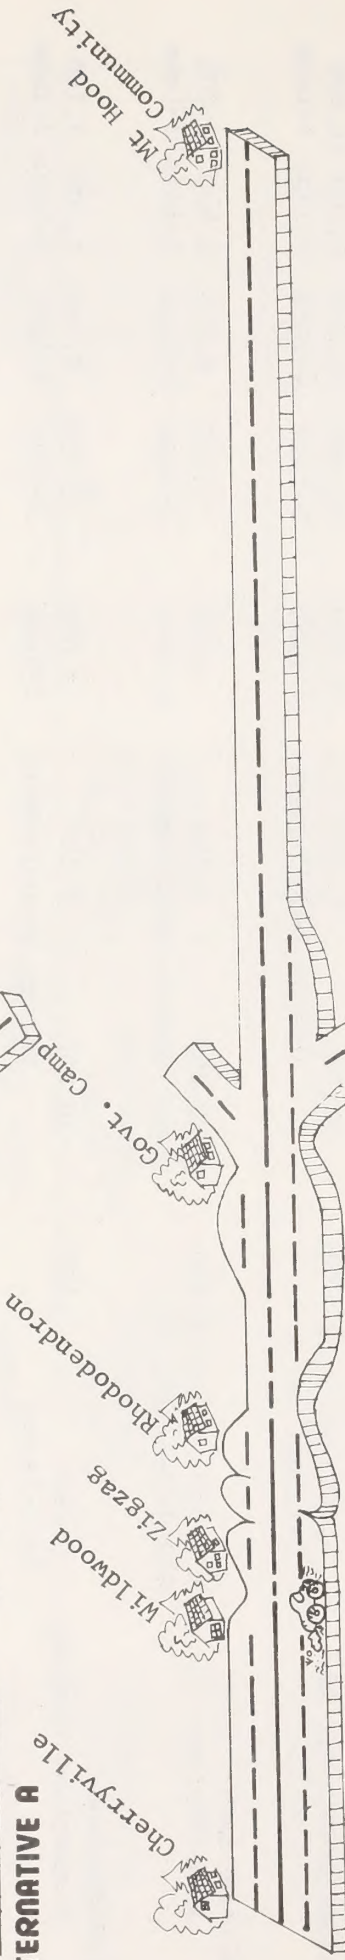 Mt Hood
Community
Govt. Camp
Rhododendron
Zigzag
Wildwood
Cherryville
ERNATIVE A